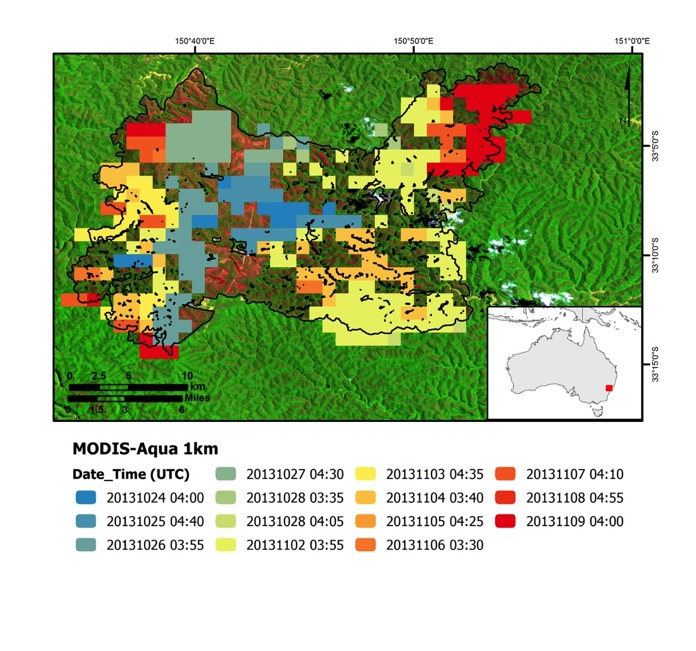 150°40'0"E 150°50'0"E 151°0'0"E
33°5'0"S
33°10'0"S
33°15'0"S
0 2.5 5 10
km
Miles
0 1.5 3 6
MODIS-Aqua 1km
Date_Time (UTC) 20131027 04:30 20131103 04:35 20131107 04:10
20131024 04:00 20131028 03:35 20131104 03:40 20131108 04:55
20131025 04:40 20131028 04:05 20131105 04:25 20131109 04:00
20131026 03:55 20131102 03:55 20131106 03:30